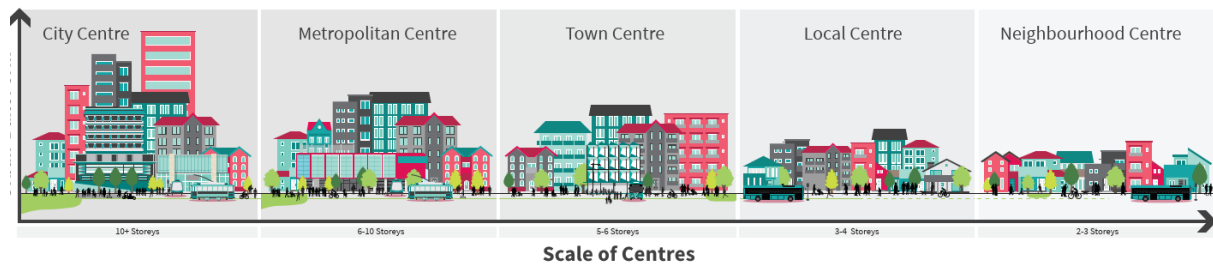 City Centre
Metropolitan Centre
Town Centre
Local Centre
Neighbourhood Centre
10+ Storeys
6-10 Storeys
5-6 Storeys
3-4 Storeys
2-3 Storeys
Scale of Centres